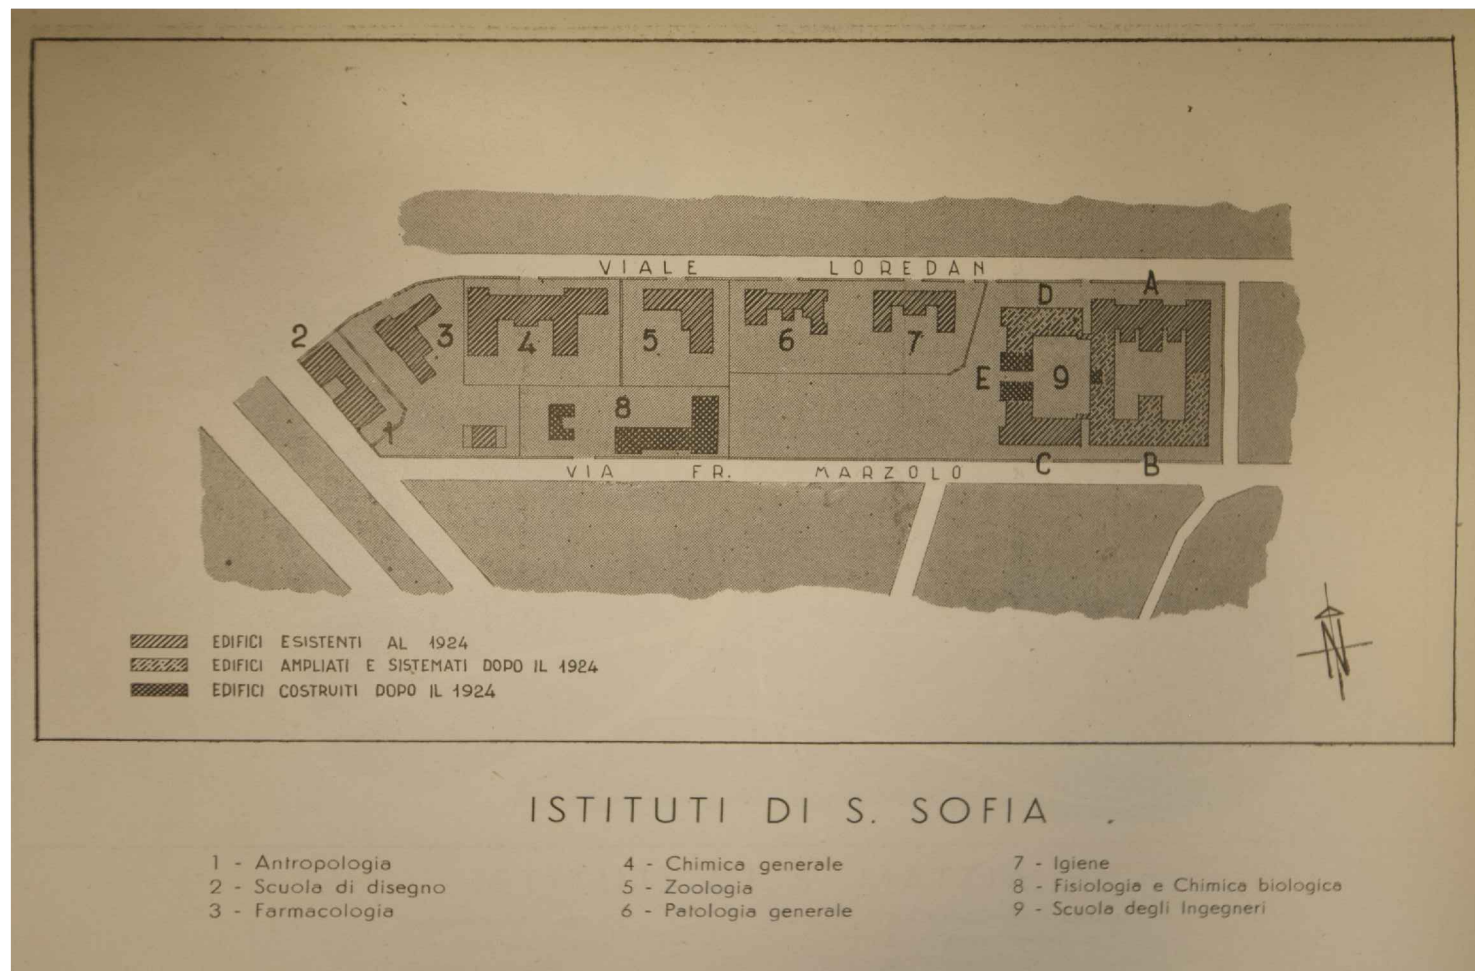 VIALE LOREDAN
A
D
2
3
4
5
6
7
E
9
8
1
C
B
VIA FR. MARZOLO
EDIFICI ESISTENTI AL 1924
EDIFICI AMPLIATI E SISTEMATI DOPO IL 1924
EDIFICI COSTRUITI DOPO IL 1924
N
ISTITUTI DI S. SOFIA
1 - Antropologia
2 - Scuola di disegno
3 - Farmacologia
4 - Chimica generale
5 - Zoologia
6 - Patologia generale
7 - Igiene
8 - Fisiologia e Chimica biologica
9 - Scuola degli Ingegneri